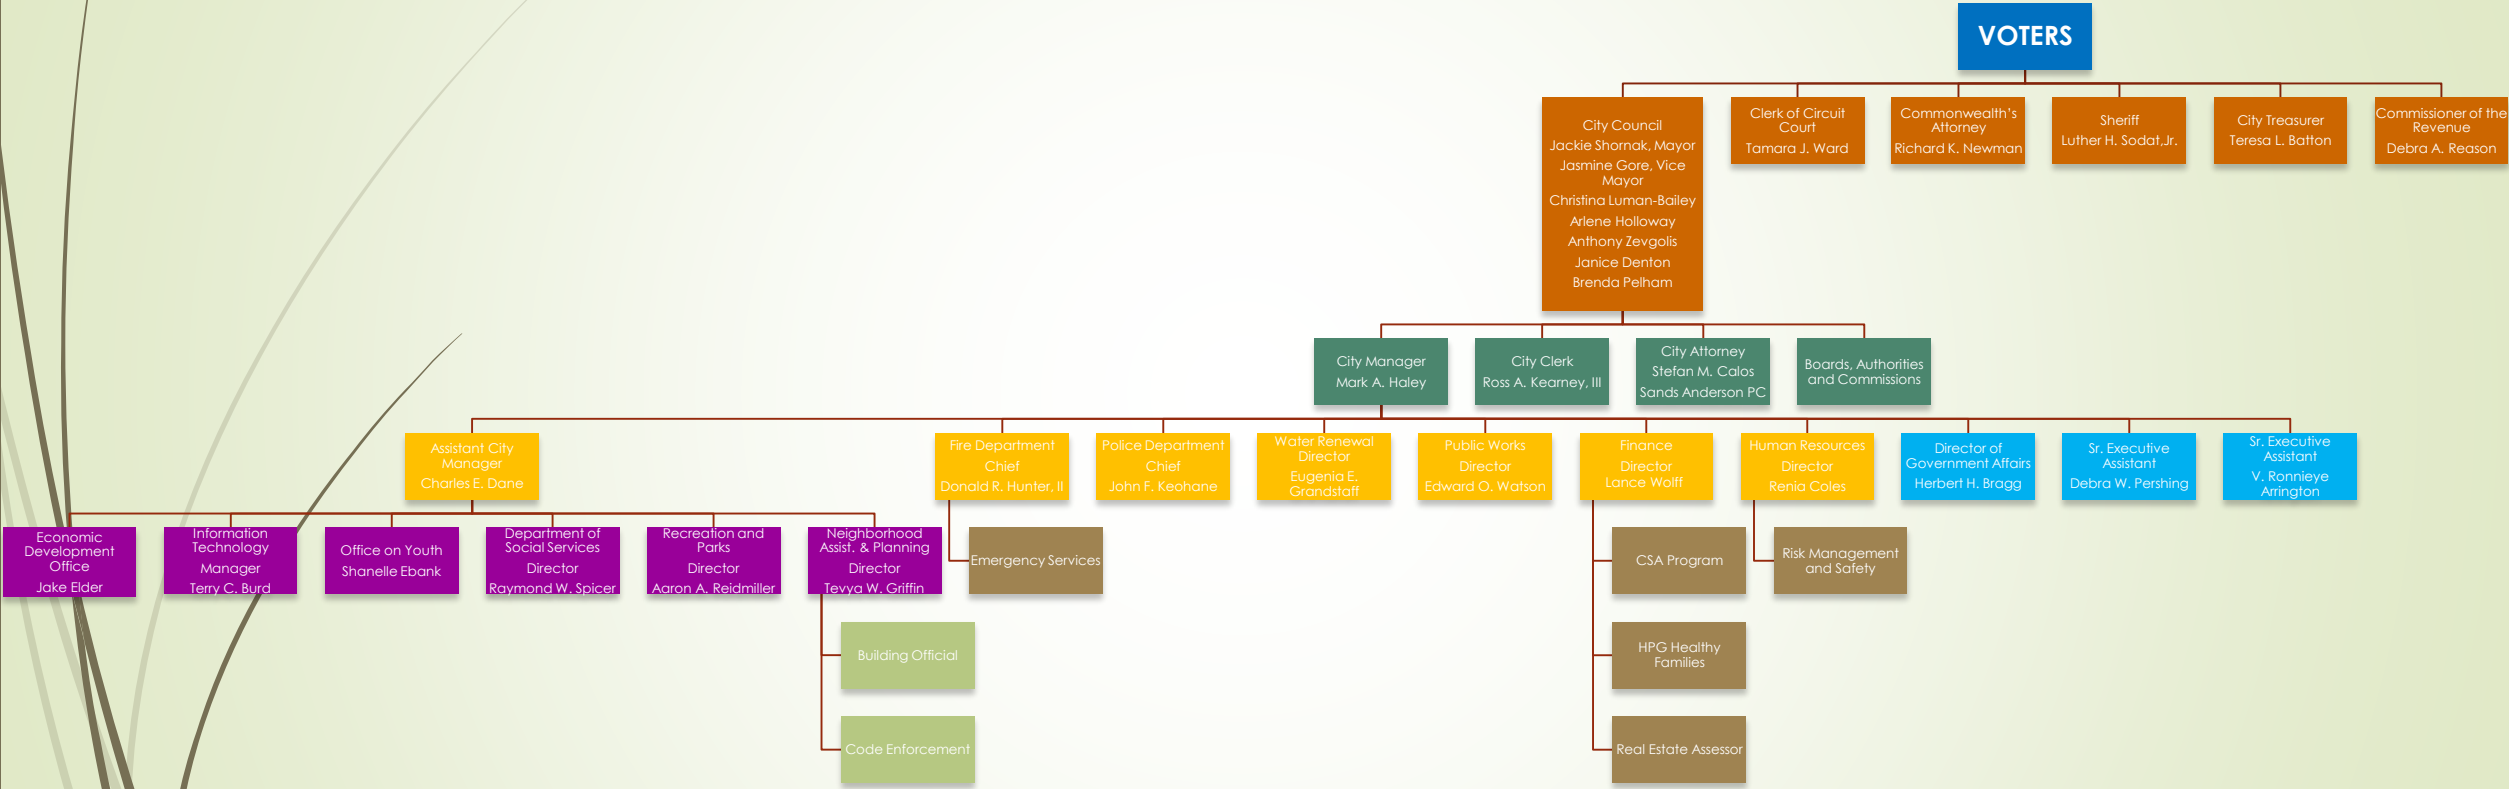 VOTERS
City Council
Jackie Shornak, Mayor
Jasmine Gore, Vice
Mayor
Christina Luman-Bailey
Arlene Holloway
Anthony Zevgolis
Janice Denton
Brenda Pelham
Clerk of Circuit
Court
Tamara J. Ward
Commonwealth's
Attorney
Richard K. Newman
Sheriff
Luther H. Sodat,Jr.
City Treasurer
Teresa L. Batton
Commissioner of the
Revenue
Debra A. Reason
City Manager
Mark A. Haley
City Clerk
Ross A. Kearney, III
City Attorney
Stefan M. Calos
Sands Anderson PC
Boards, Authorities
and Commissions
Assistant City
Manager
Charles E. Dane
Fire Department
Chief
Donald R. Hunter, II
Police Department
Chief
John F. Keohane
Water Renewal
Director
Eugenia E.
Grandstaff
Public Works
Director
Edward O. Watson
Finance
Director
Lance Wolff
Human Resources
Director
Renia Coles
Director of
Government Affairs
Herbert H. Bragg
Sr. Executive
Assistant
Debra W. Pershing
Sr. Executive
Assistant
V. Ronnieye
Arrington
Economic
Development
Office
Jake Elder
Information
Technology
Manager
Terry C. Burd
Office on Youth
Shanelle Ebank
Department of
Social Services
Director
Raymond W. Spicer
Recreation and
Parks
Director
Aaron A. Reidmiller
Neighborhood
Assist. & Planning
Director
Tevya W. Griffin
Emergency Services
CSA Program
Risk Management
and Safety
Building Official
HPG Healthy
Families
Code Enforcement
Real Estate Assessor